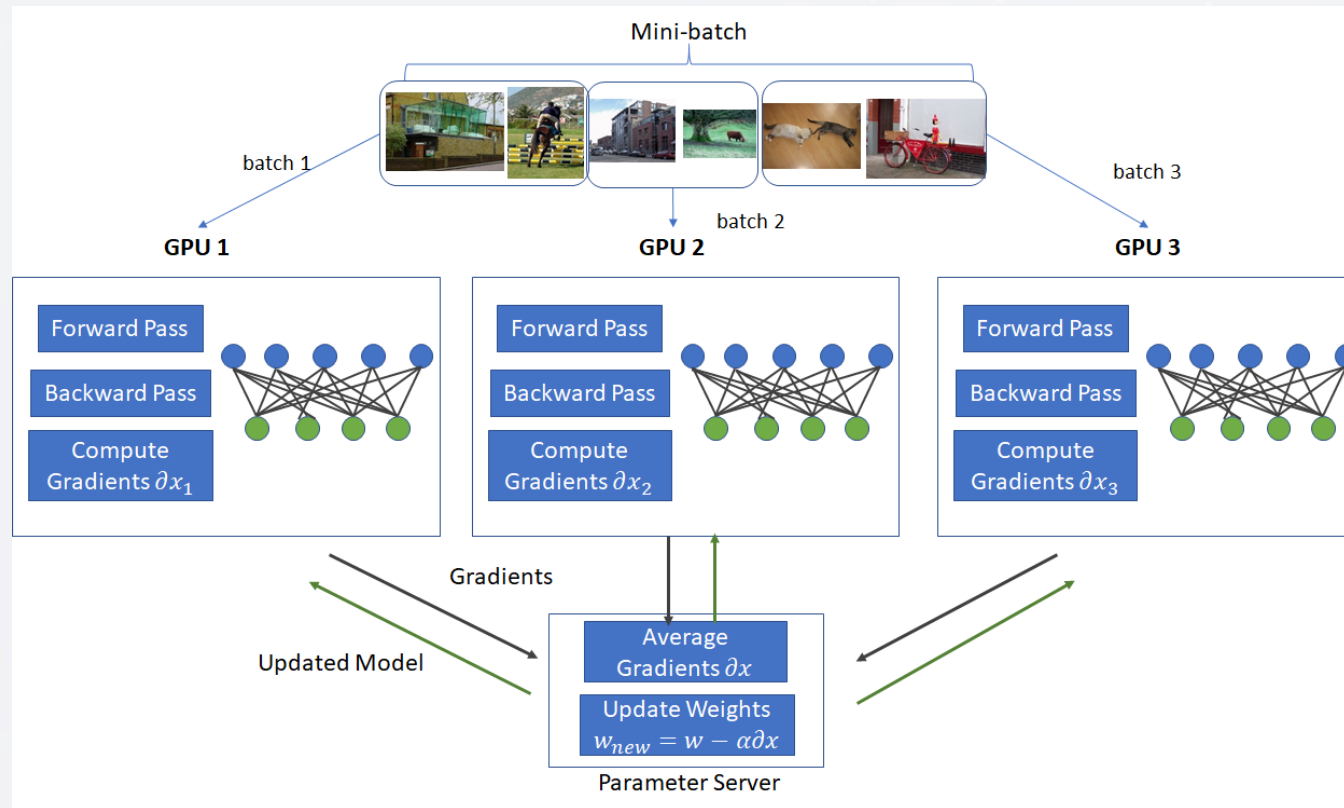 Mini-batch
batch 1
batch 2
batch 3
GPU 1
GPU 2
GPU 3
Forward Pass
Backward Pass
Compute
Gradients ∂x₁
Forward Pass
Backward Pass
Compute
Gradients ∂x₂
Forward Pass
Backward Pass
Compute
Gradients ∂x₃
Gradients
Updated Model
Average
Gradients ∂x
Update Weights
w_new = w − α∂x
Parameter Server